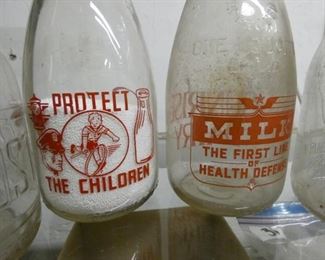 PROTECT
THE CHILDREN
MILK
THE FIRST LINE
OF
HEALTH DEFENSE